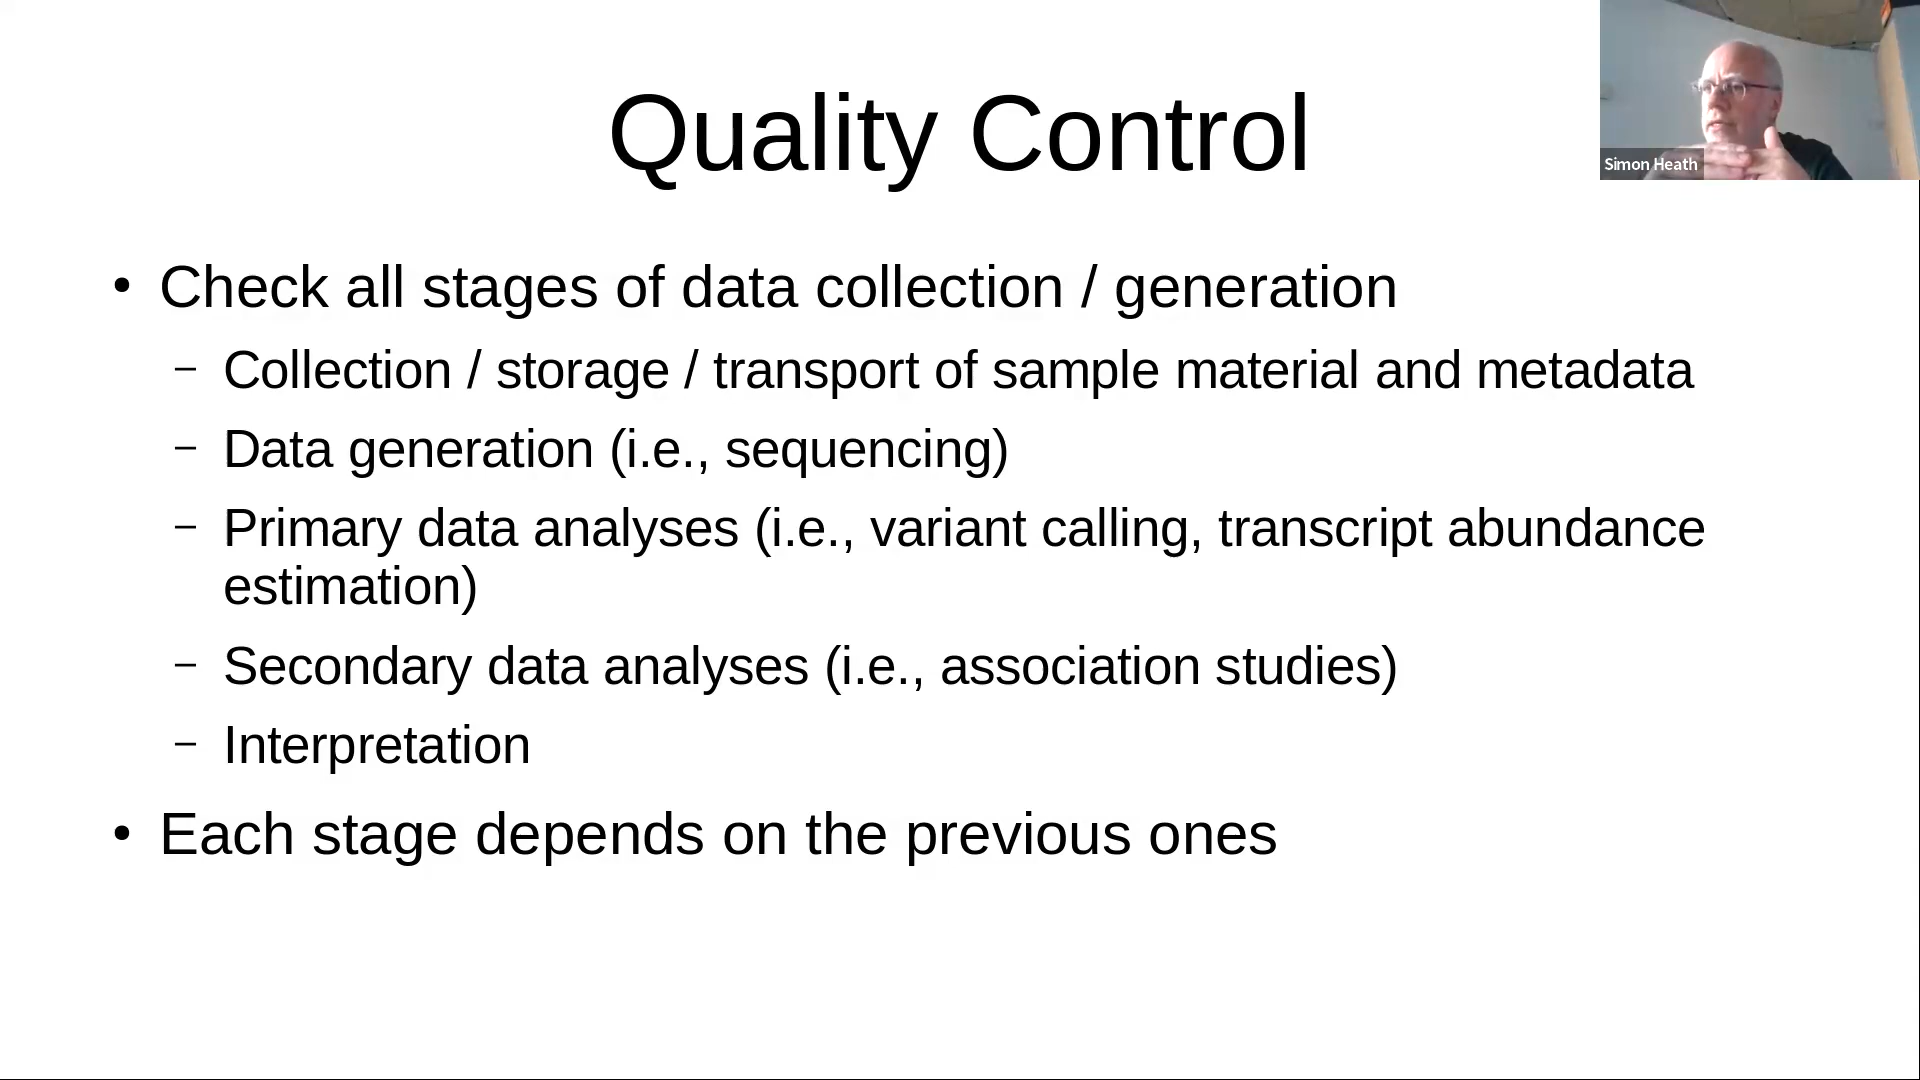 Quality Control
Simon Heath
• Check all stages of data collection / generation
– Collection / storage / transport of sample material and metadata
– Data generation (i.e., sequencing)
– Primary data analyses (i.e., variant calling, transcript abundance
estimation)
– Secondary data analyses (i.e., association studies)
– Interpretation
• Each stage depends on the previous ones